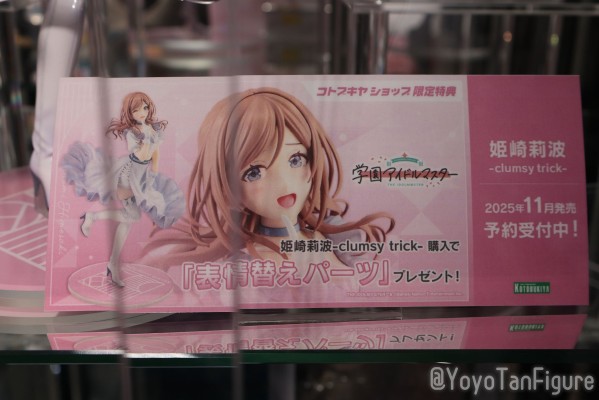 コトブキヤ ショップ 限定特典
学園アイドルマスター
THE IDOLM@STER
姫崎莉波-clumsy trick- 購入で
『表情替えパーツ』プレゼント!
姫崎莉波
-clumsy trick-
2025年11月発売
予約受付中!
KOTOBUKIYA
@YoyoTanFigure